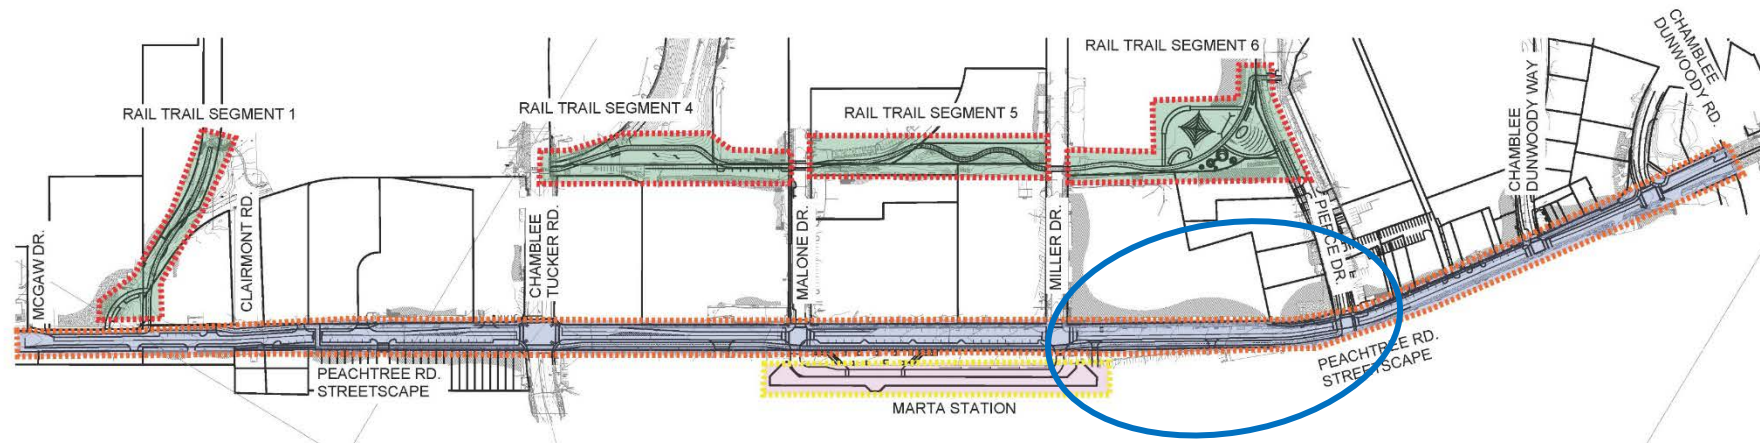 RAIL TRAIL SEGMENT 1
RAIL TRAIL SEGMENT 4
RAIL TRAIL SEGMENT 5
RAIL TRAIL SEGMENT 6
CHAMBLEE
DUNWOODY RD.
CHAMBLEE
DUNWOODY WAY
MCGAW DR.
CLAIRMONT RD.
CHAMBLEE
TUCKER RD.
MALONE DR.
MILLER DR.
PIERCE DR.
PEACHTREE RD.
STREETSCAPE
MARTA STATION
PEACHTREE RD.
STREETSCAPE